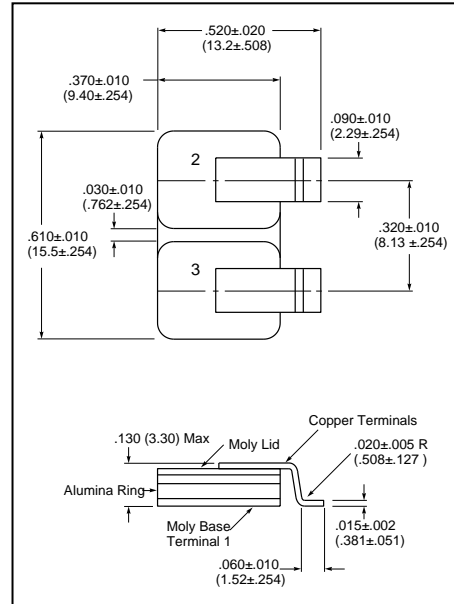 .520±.020
(13.2±.508)
.370±.010
(9.40±.254)
.090±.010
(2.29±.254)
2
.030±.010
(.762±.254)
.320±.010
(8.13 ±.254)
.610±.010
(15.5±.254)
3
Copper Terminals
.130 (3.30) Max
Moly Lid
.020±.005 R
(.508±.127 )
Alumina Ring
Moly Base
Terminal 1
.015±.002
(.381±.051)
.060±.010
(1.52±.254)